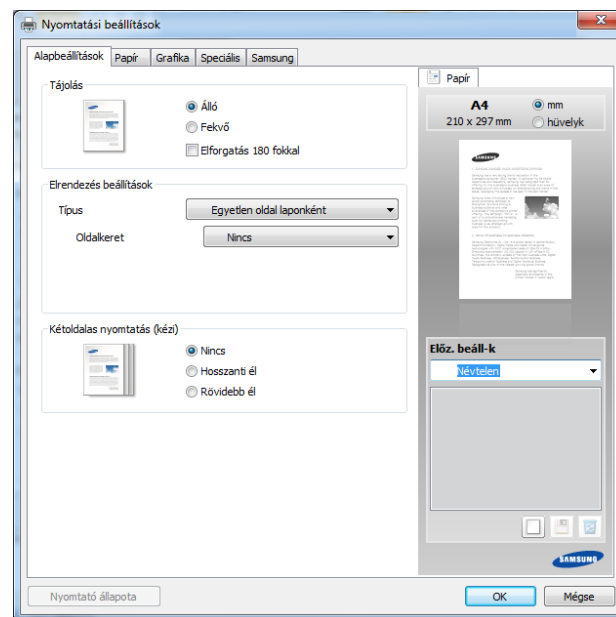 Nyomtatási beállítások
Alapbeállítások Papír Grafika Speciális Samsung
Tájolás
Álló
Fekvő
Elforgatás 180 fokkal
Elrendezés beállítások
Típus Egyetlen oldal laponként
Oldalkeret Nincs
Kétoldalas nyomtatás (kézi)
Nincs
Hosszanti él
Rövidebb él
Papír
A4 mm
210 x 297 mm hüvelyk
SAMSUNG
Előz. beáll-k
Névtelen
SAMSUNG
Nyomtató állapota OK Mégse